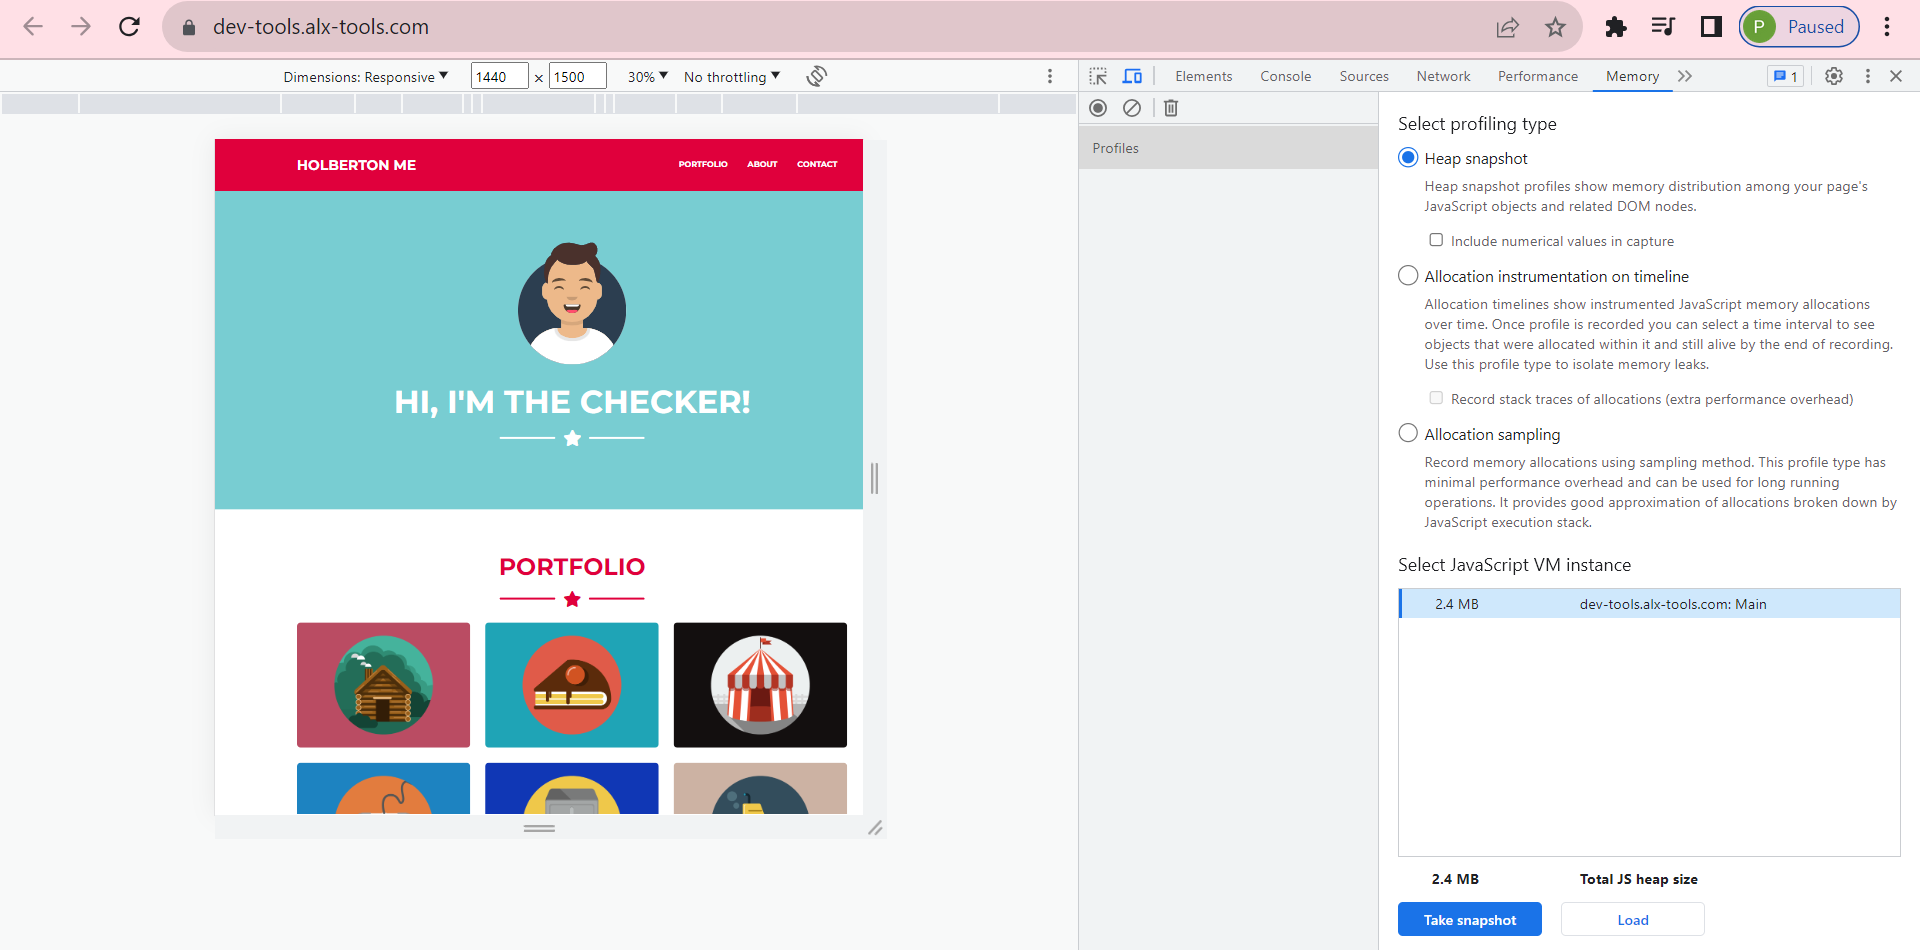 dev-tools.alx-tools.com
P Paused
Dimensions: Responsive 1440 × 1500 30% No throttling
Elements Console Sources Network Performance Memory 1
HOLBERTON ME PORTFOLIO ABOUT CONTACT
HI, I'M THE CHECKER!
PORTFOLIO
Profiles
Select profiling type
Heap snapshot
Heap snapshot profiles show memory distribution among your page's
JavaScript objects and related DOM nodes.
Include numerical values in capture
Allocation instrumentation on timeline
Allocation timelines show instrumented JavaScript memory allocations
over time. Once profile is recorded you can select a time interval to see
objects that were allocated within it and still alive by the end of recording.
Use this profile type to isolate memory leaks.
Record stack traces of allocations (extra performance overhead)
Allocation sampling
Record memory allocations using sampling method. This profile type has
minimal performance overhead and can be used for long running
operations. It provides good approximation of allocations broken down by
JavaScript execution stack.
Select JavaScript VM instance
2.4 MB dev-tools.alx-tools.com: Main
2.4 MB Total JS heap size
Take snapshot Load